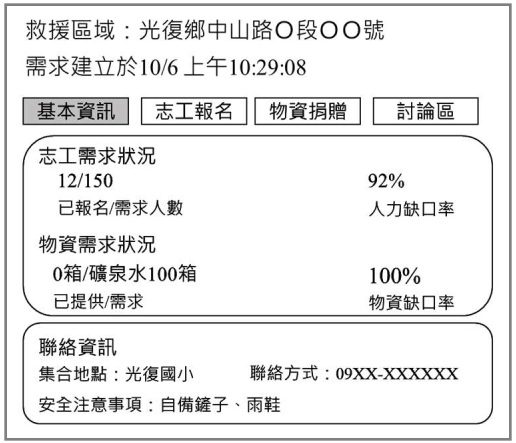 救援區域：光復鄉中山路O段OO號
需求建立於10/6 上午10:29:08
基本資訊 志工報名 物資捐贈 討論區
志工需求狀況
12/150 92%
已報名/需求人數 人力缺口率
物資需求狀況
0箱/礦泉水100箱 100%
已提供/需求 物資缺口率
聯絡資訊
集合地點：光復國小 聯絡方式：09XX-XXXXXX
安全注意事項：自備鏟子、雨鞋